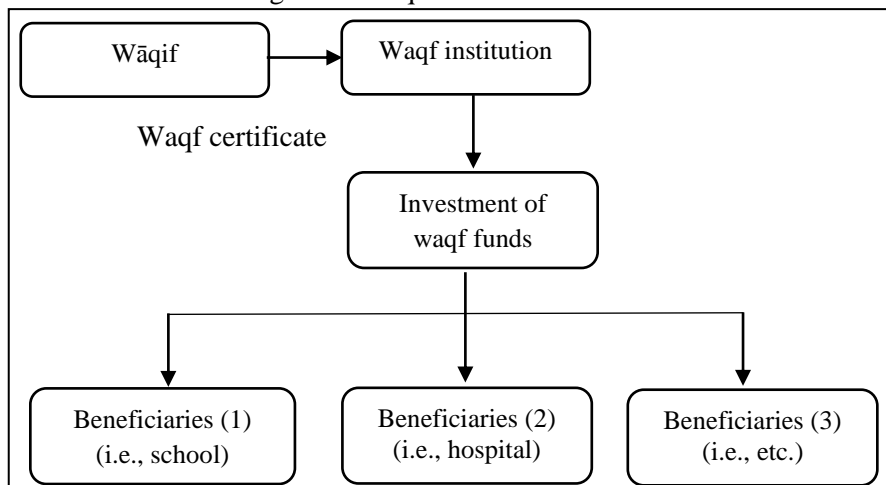 Wāqif
Waqf institution
Waqf certificate
Investment of
waqf funds
Beneficiaries (1)
(i.e., school)
Beneficiaries (2)
(i.e., hospital)
Beneficiaries (3)
(i.e., etc.)